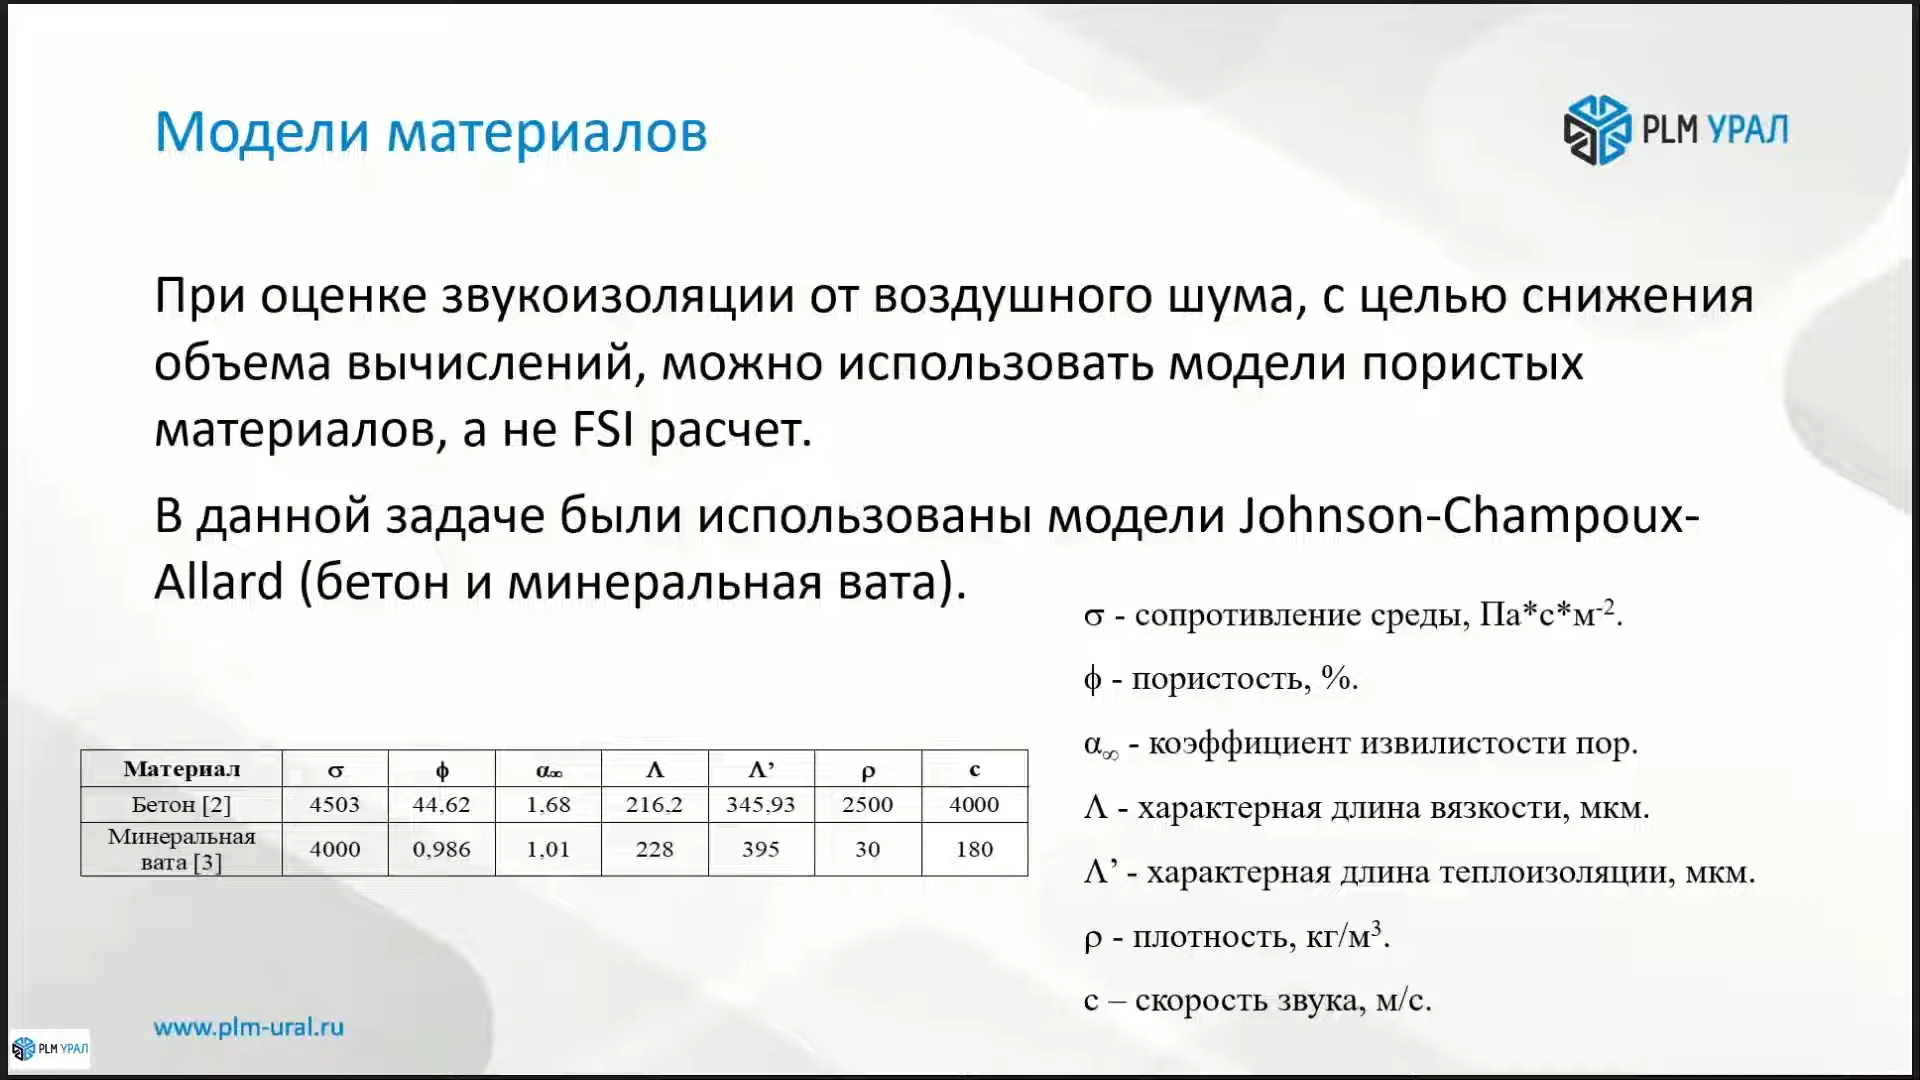 Модели материалов
PLM УРАЛ
При оценке звукоизоляции от воздушного шума, с целью снижения
объема вычислений, можно использовать модели пористых
материалов, а не FSI расчет.
В данной задаче были использованы модели Johnson-Champoux-
Allard (бетон и минеральная вата).
σ - сопротивление среды, Па*с*м-2.
ϕ - пористость, %.
α∞ - коэффициент извилистости пор.
Λ - характерная длина вязкости, мкм.
Λ’ - характерная длина теплоизоляции, мкм.
ρ - плотность, кг/м3.
с – скорость звука, м/с.
Материал σ ϕ α∞ Λ Λ’ ρ c
Бетон [2] 4503 44,62 1,68 216,2 345,93 2500 4000
Минеральная
вата [3] 4000 0,986 1,01 228 395 30 180
www.plm-ural.ru
PLM УРАЛ